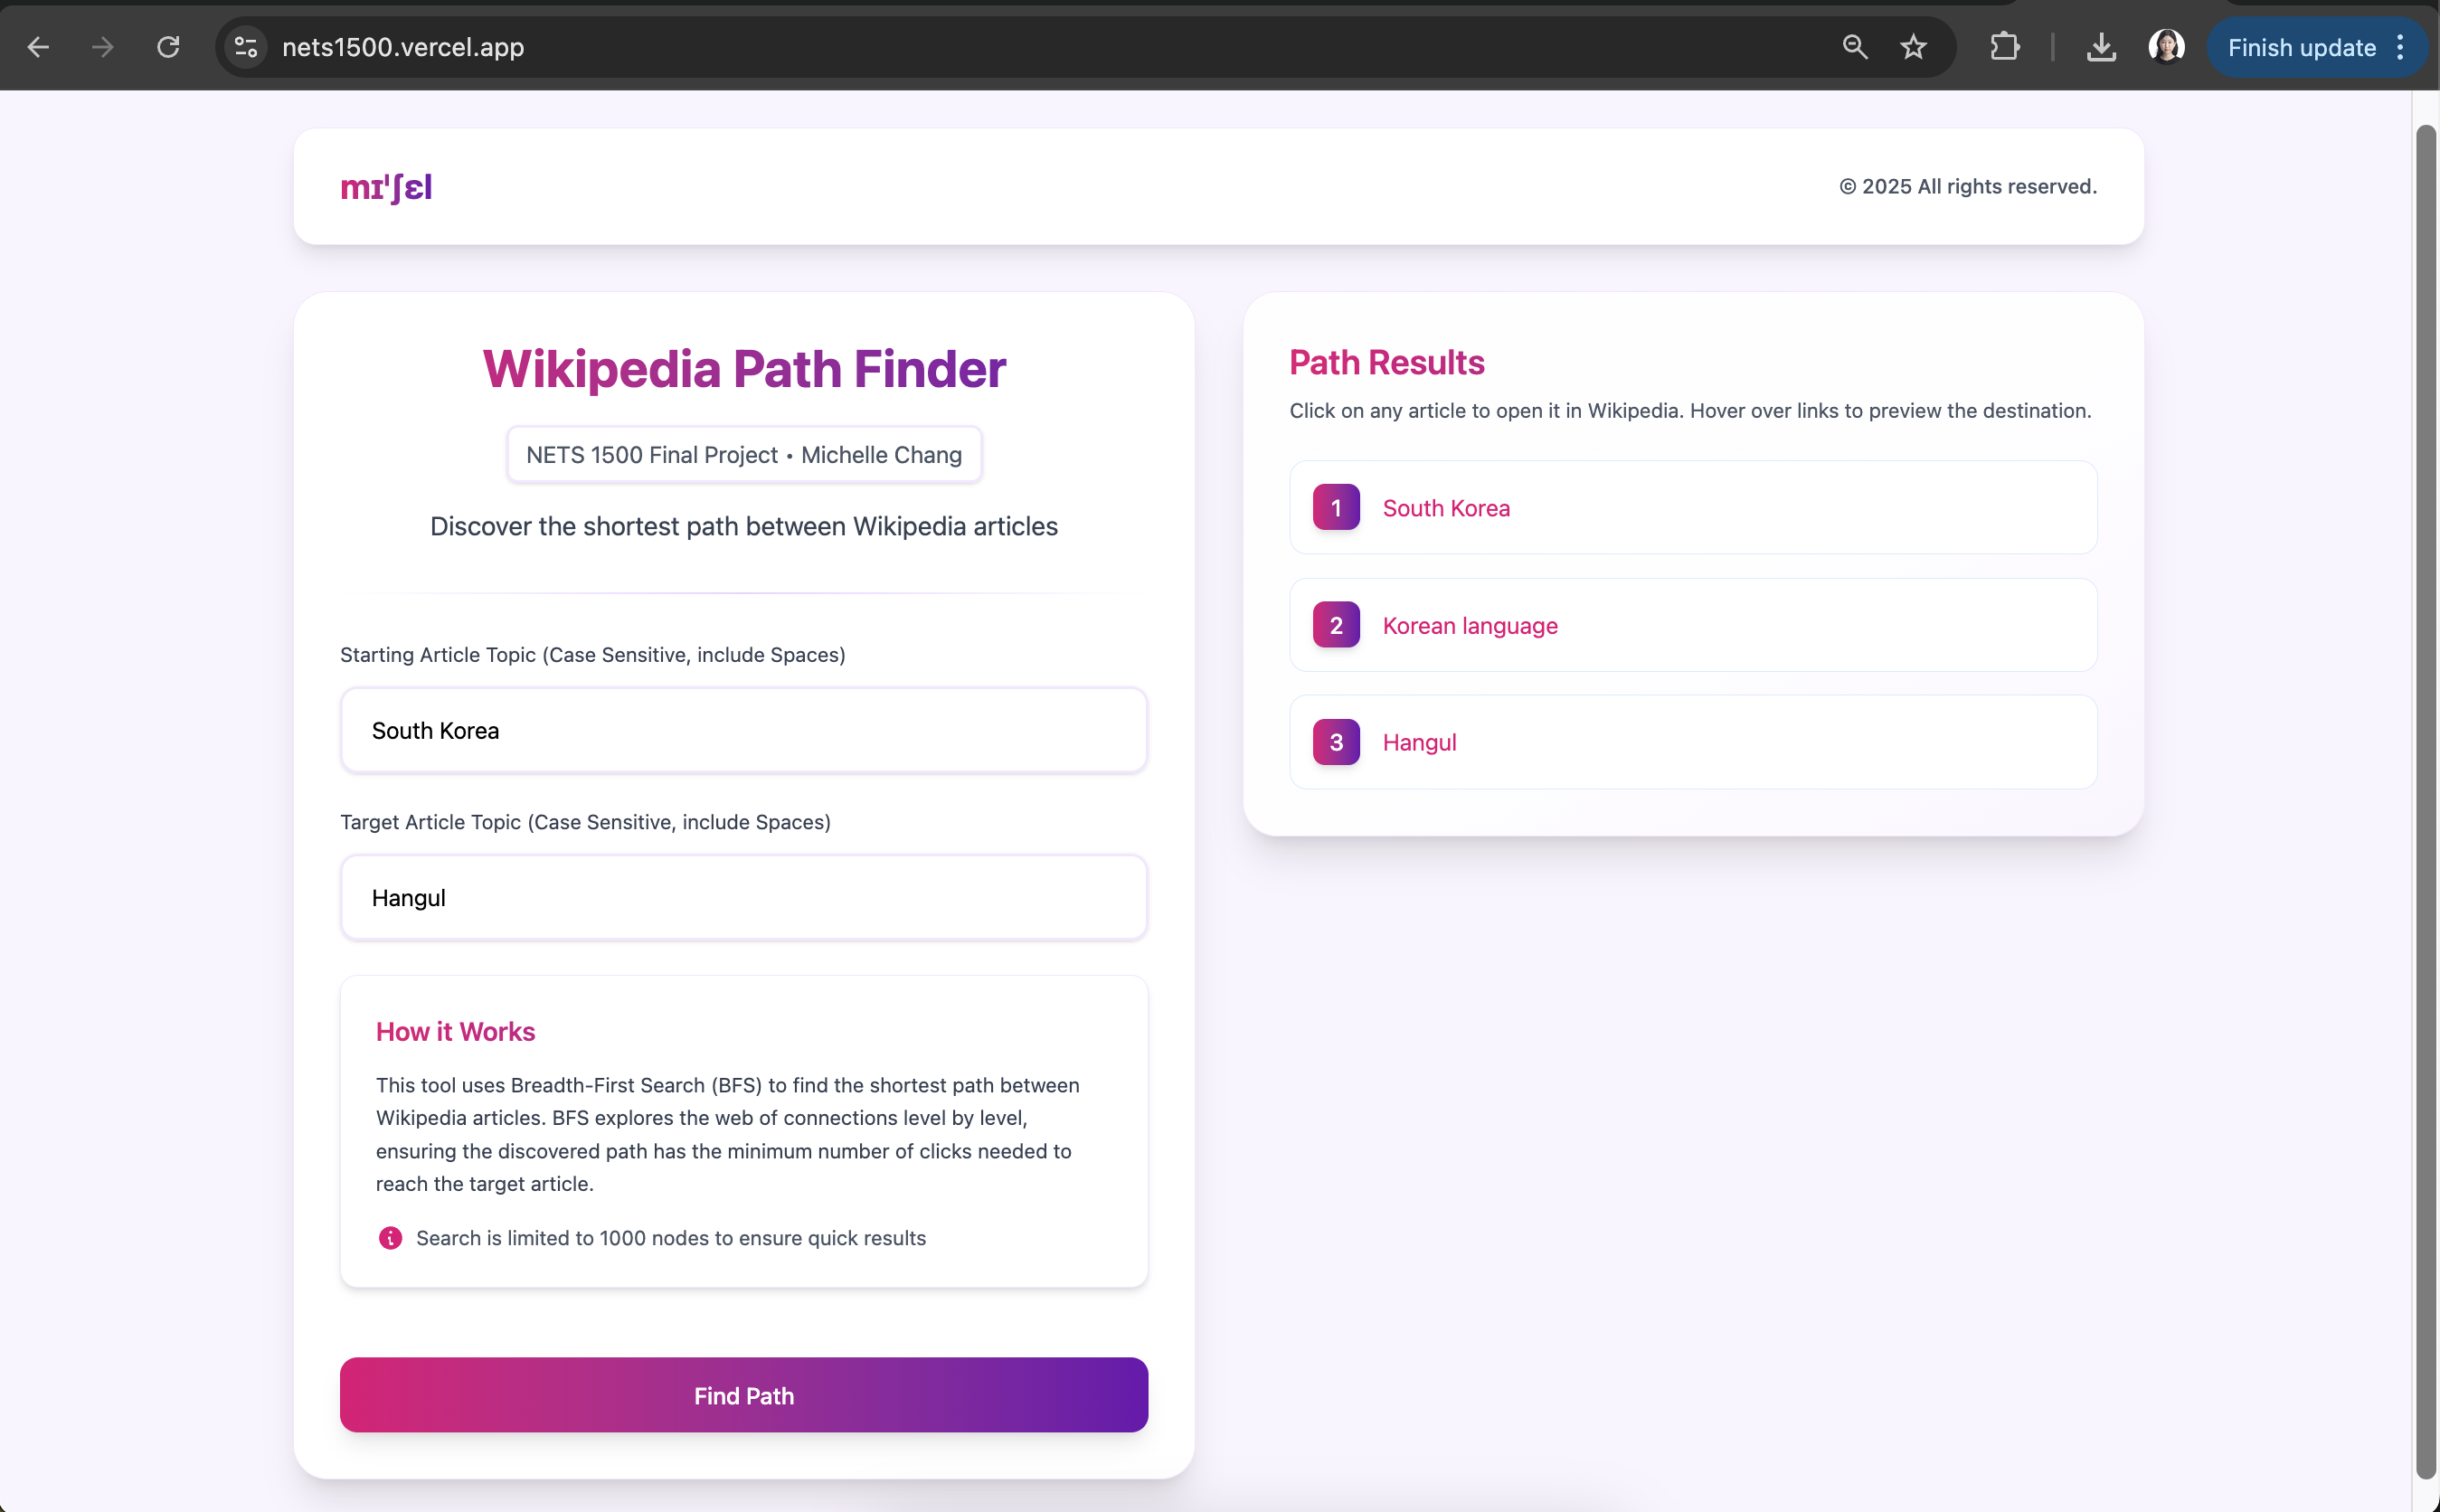 nets1500.vercel.app
Finish update
mɪˈʃɛl
© 2025 All rights reserved.
Wikipedia Path Finder
NETS 1500 Final Project • Michelle Chang
Discover the shortest path between Wikipedia articles
Starting Article Topic (Case Sensitive, include Spaces)
South Korea
Target Article Topic (Case Sensitive, include Spaces)
Hangul
How it Works
This tool uses Breadth-First Search (BFS) to find the shortest path between
Wikipedia articles. BFS explores the web of connections level by level,
ensuring the discovered path has the minimum number of clicks needed to
reach the target article.
Search is limited to 1000 nodes to ensure quick results
Find Path
Path Results
Click on any article to open it in Wikipedia. Hover over links to preview the destination.
1 South Korea
2 Korean language
3 Hangul